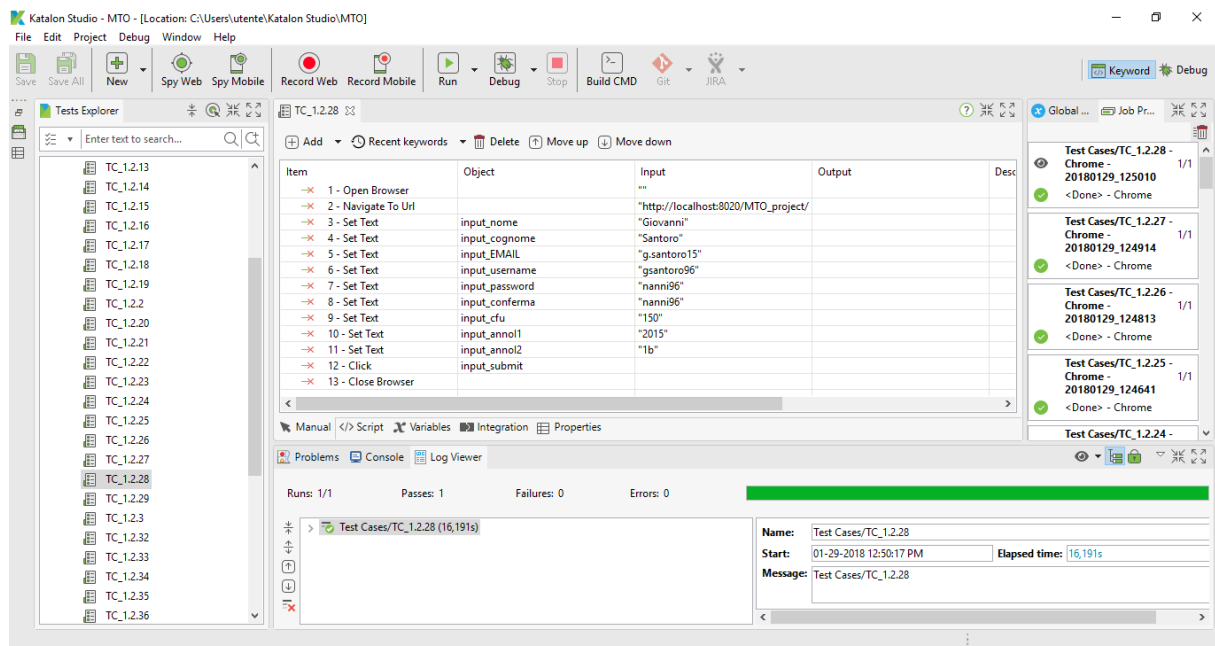 Katalon Studio - MTO - [Location: C:\Users\utente\Katalon Studio\MTO]
File Edit Project Debug Window Help
Save Save All New Spy Web Spy Mobile Record Web Record Mobile Run Debug Stop Build CMD Git JIRA Keyword Debug
Tests Explorer
Enter text to search...
TC_1.2.13
TC_1.2.14
TC_1.2.15
TC_1.2.16
TC_1.2.17
TC_1.2.18
TC_1.2.19
TC_1.2.2
TC_1.2.20
TC_1.2.21
TC_1.2.22
TC_1.2.23
TC_1.2.24
TC_1.2.25
TC_1.2.26
TC_1.2.27
TC_1.2.28
TC_1.2.29
TC_1.2.3
TC_1.2.32
TC_1.2.33
TC_1.2.34
TC_1.2.35
TC_1.2.36
TC_1.2.28
Add Recent keywords Delete Move up Move down
Item Object Input Output Desc
1 - Open Browser ""
2 - Navigate To Url "http://localhost:8020/MTO_project/
3 - Set Text input_nome "Giovanni"
4 - Set Text input_cognome "Santoro"
5 - Set Text input_EMAIL "g.santoro15"
6 - Set Text input_username "gsantoro96"
7 - Set Text input_password "nanni96"
8 - Set Text input_conferma "nanni96"
9 - Set Text input_cfu "150"
10 - Set Text input_annol1 "2015"
11 - Set Text input_annol2 "1b"
12 - Click input_submit
13 - Close Browser
Manual </> Script Variables Integration Properties
Global ... Job Pr...
Test Cases/TC_1.2.28 -
Chrome - 1/1
20180129_125010
<Done> - Chrome
Test Cases/TC_1.2.27 -
Chrome - 1/1
20180129_124914
<Done> - Chrome
Test Cases/TC_1.2.26 -
Chrome - 1/1
20180129_124813
<Done> - Chrome
Test Cases/TC_1.2.25 -
Chrome - 1/1
20180129_124641
<Done> - Chrome
Test Cases/TC_1.2.24 -
Problems Console Log Viewer
Runs: 1/1 Passes: 1 Failures: 0 Errors: 0
Test Cases/TC_1.2.28 (16,191s)
Name: Test Cases/TC_1.2.28
Start: 01-29-2018 12:50:17 PM Elapsed time: 16,191s
Message: Test Cases/TC_1.2.28